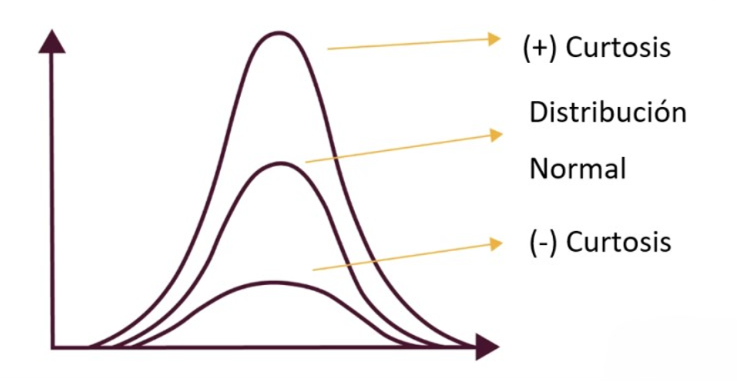 (+) Curtosis
Distribución
Normal
(-) Curtosis